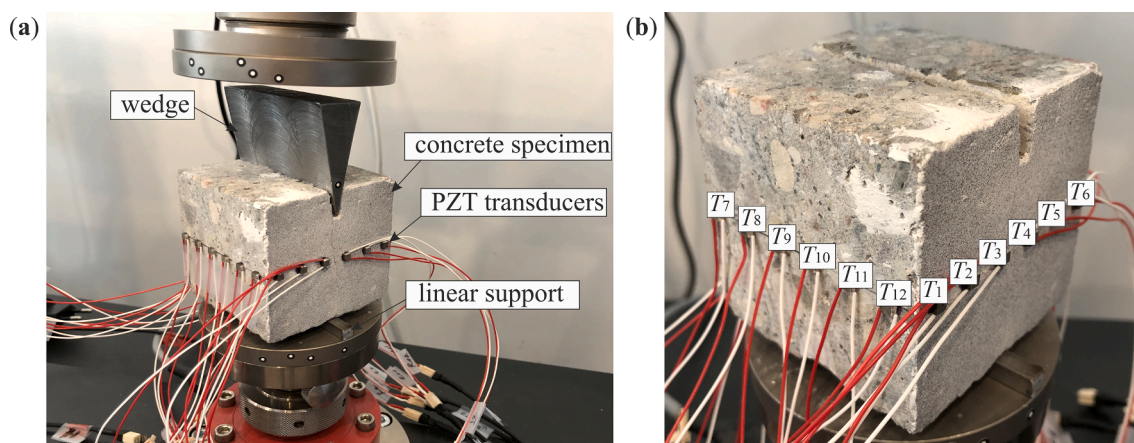 (a)
wedge
concrete specimen
PZT transducers
linear support
(b)
T7
T8
T9
T10
T11
T12
T1
T2
T3
T4
T5
T6